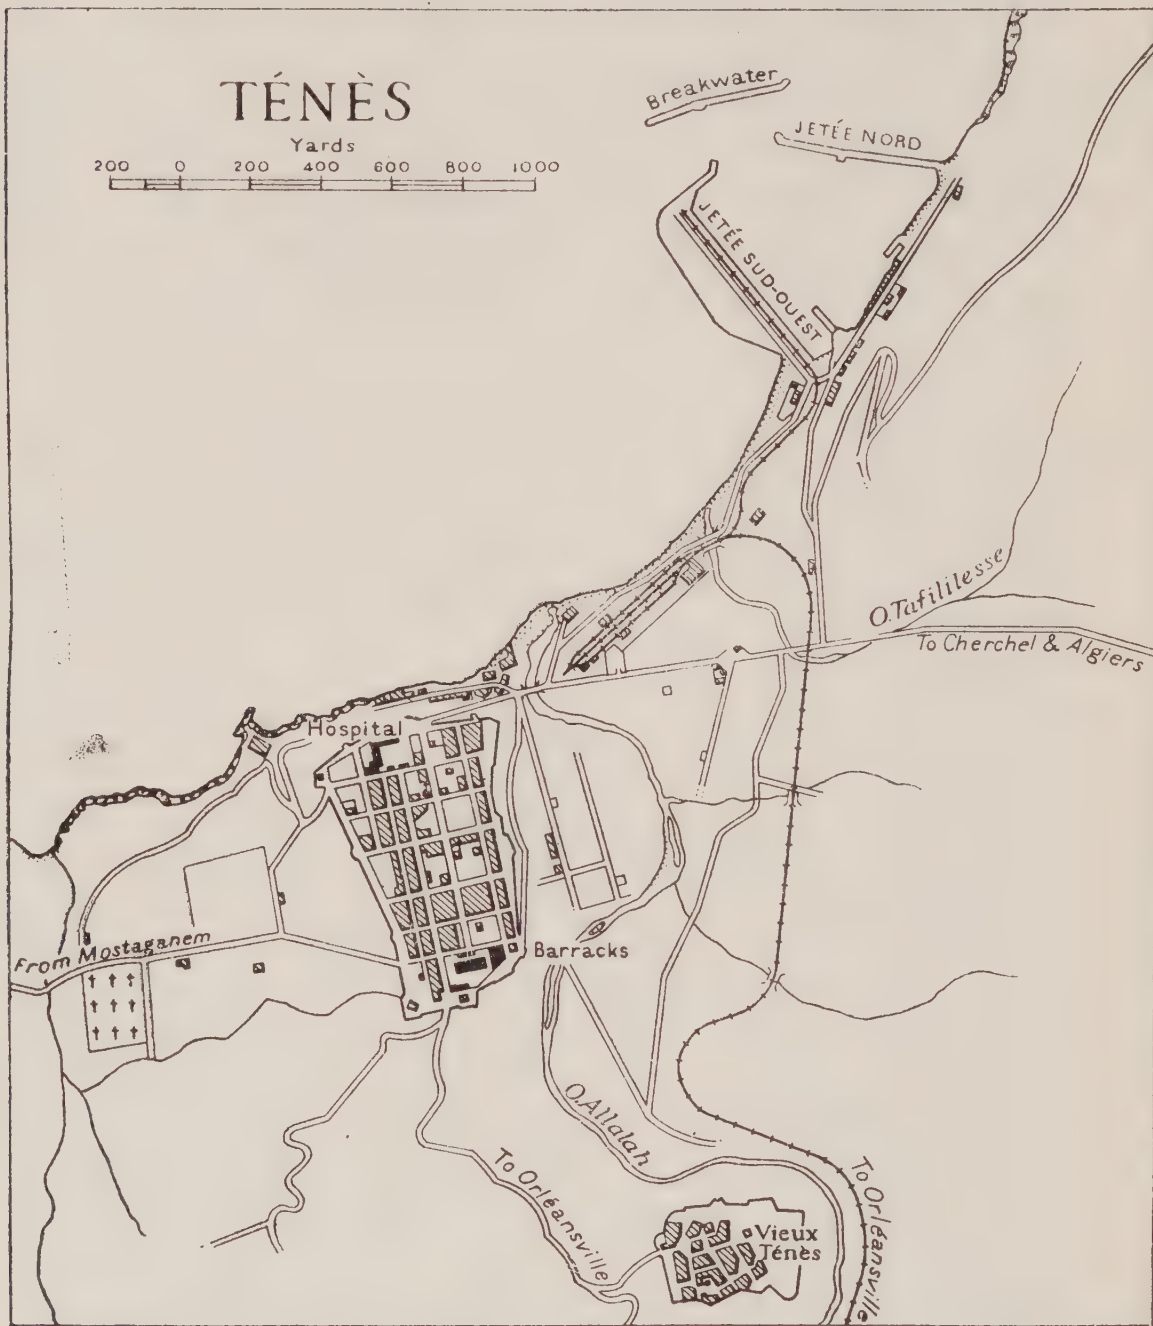 TÉNÈS
Yards
200 0 200 400 600 800 1000
Breakwater
JETÉE NORD
JETÉE SUD-OUEST
O. Tafililesse
To Cherchel & Algiers
Hospital
From Mostaganem
Barracks
O. Allalah
To Orléansville
To Orléansville
Vieux
Ténès